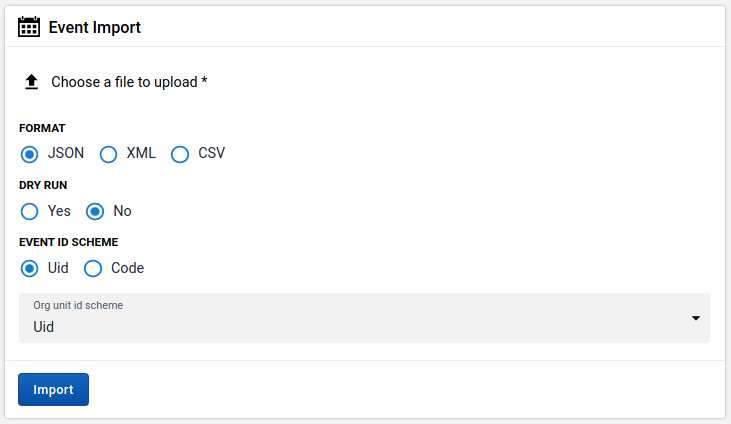 Event Import
Choose a file to upload *
FORMAT
JSON XML CSV
DRY RUN
Yes No
EVENT ID SCHEME
Uid Code
Org unit id scheme
Uid
Import